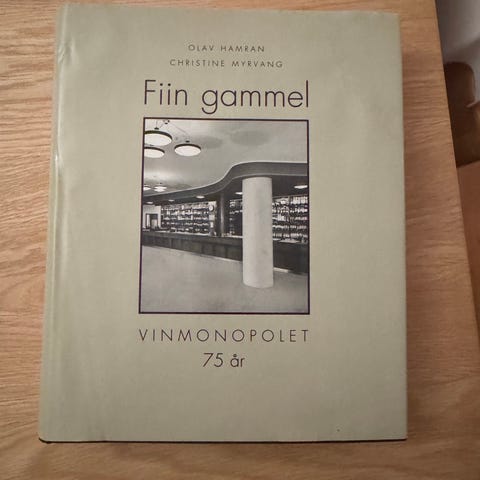 OLAV HAMRAN
CHRISTINE MYRVANG
Fiin gammel
VINMONOPOLET
75 år